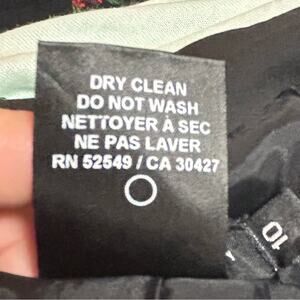 DRY CLEAN
DO NOT WASH
NETTOYER À SEC
NE PAS LAVER
RN 52549 / CA 30427
10